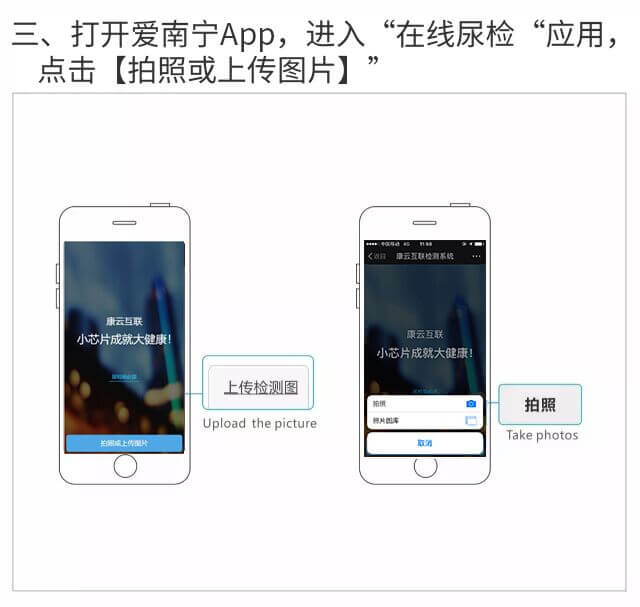 三、打开爱南宁App，进入“在线尿检“应用，
点击【拍照或上传图片】”
康云互联
小芯片成就大健康！
拍照或上传图片
上传检测图
Upload the picture
中国移动 4G 11:56
返回 康云互联检测系统
康云互联
小芯片成就大健康！
拍照
照片图库
取消
拍照
Take photos